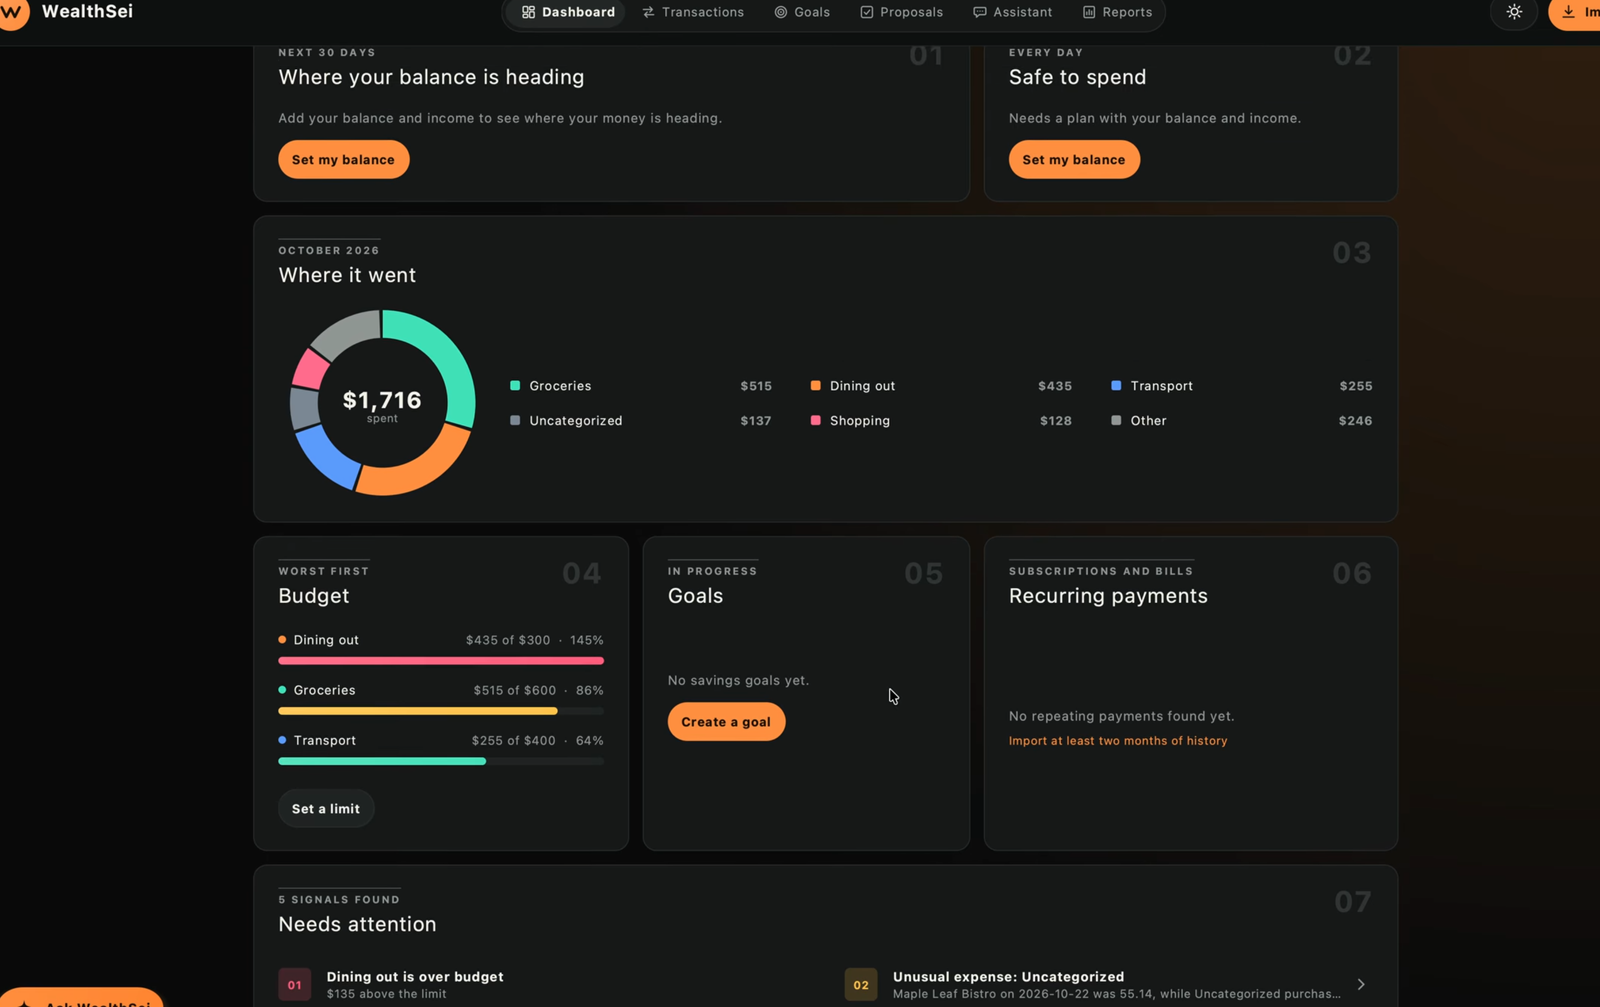 WealthSei
Dashboard
Transactions
Goals
Proposals
Assistant
Reports
NEXT 30 DAYS
01
Where your balance is heading
Add your balance and income to see where your money is heading.
Set my balance
EVERY DAY
02
Safe to spend
Needs a plan with your balance and income.
Set my balance
OCTOBER 2026
03
Where it went
$1,716
spent
Groceries $515
Dining out $435
Transport $255
Uncategorized $137
Shopping $128
Other $246
WORST FIRST
04
Budget
Dining out $435 of $300 · 145%
Groceries $515 of $600 · 86%
Transport $255 of $400 · 64%
Set a limit
IN PROGRESS
05
Goals
No savings goals yet.
Create a goal
SUBSCRIPTIONS AND BILLS
06
Recurring payments
No repeating payments found yet.
Import at least two months of history
5 SIGNALS FOUND
07
Needs attention
01
Dining out is over budget
$135 above the limit
02
Unusual expense: Uncategorized
Maple Leaf Bistro on 2026-10-22 was 55.14, while Uncategorized purchas...
Ask WealthSei